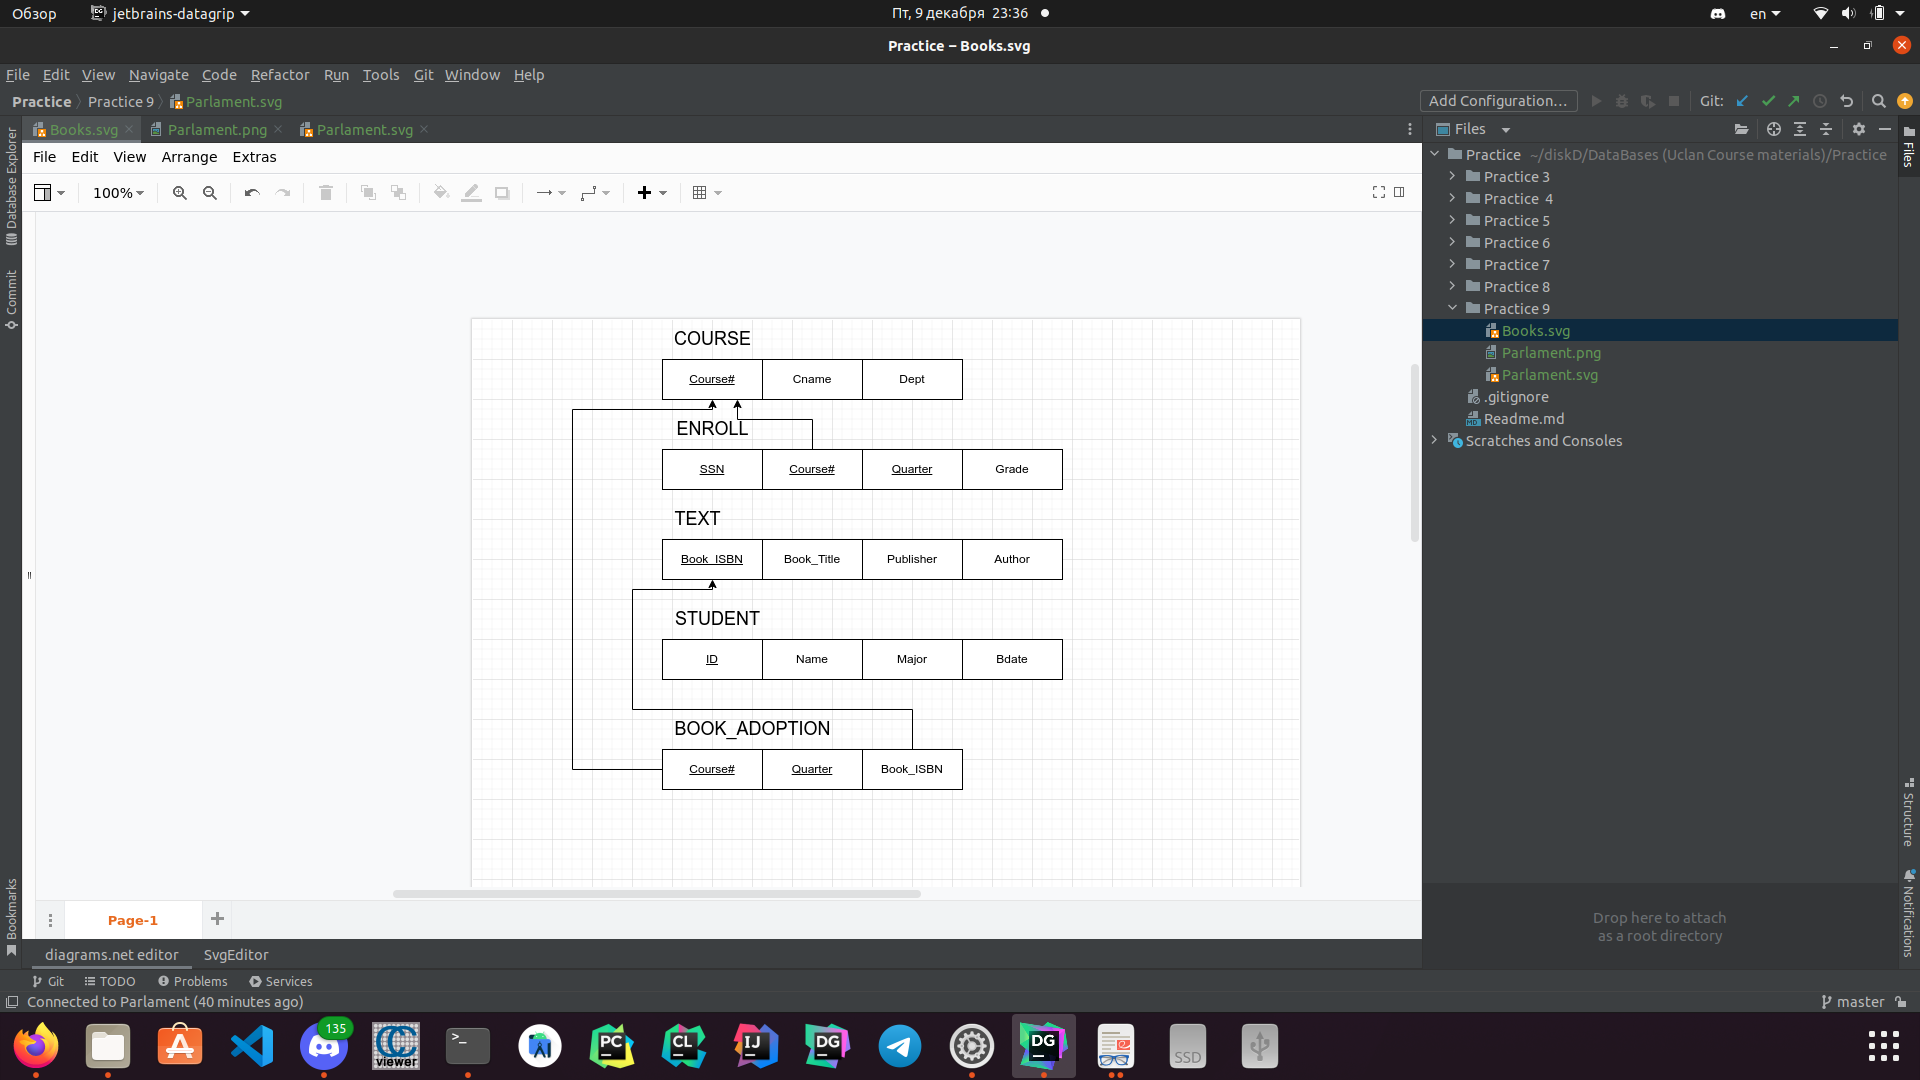 Обзор
jetbrains-datagrip
Пт, 9 декабря 23:36
en
Practice – Books.svg
File Edit View Navigate Code Refactor Run Tools Git Window Help
Practice Practice 9 Parlament.svg
Add Configuration...
Git:
Books.svg Parlament.png Parlament.svg
File Edit View Arrange Extras
100%
Database Explorer
Commit
Bookmarks
COURSE
Course# Cname Dept
ENROLL
SSN Course# Quarter Grade
TEXT
Book_ISBN Book_Title Publisher Author
STUDENT
ID Name Major Bdate
BOOK_ADOPTION
Course# Quarter Book_ISBN
Page-1
diagrams.net editor SvgEditor
Files
Practice ~/diskD/DataBases (Uclan Course materials)/Practice
Practice 3
Practice 4
Practice 5
Practice 6
Practice 7
Practice 8
Practice 9
Books.svg
Parlament.png
Parlament.svg
.gitignore
Readme.md
Scratches and Consoles
Drop here to attach
as a root directory
Files
Structure
Notifications
Git TODO Problems Services
Connected to Parlament (40 minutes ago)
master
135
CC
viewer
>_
PC
CL
IJ
DG
DG
SSD